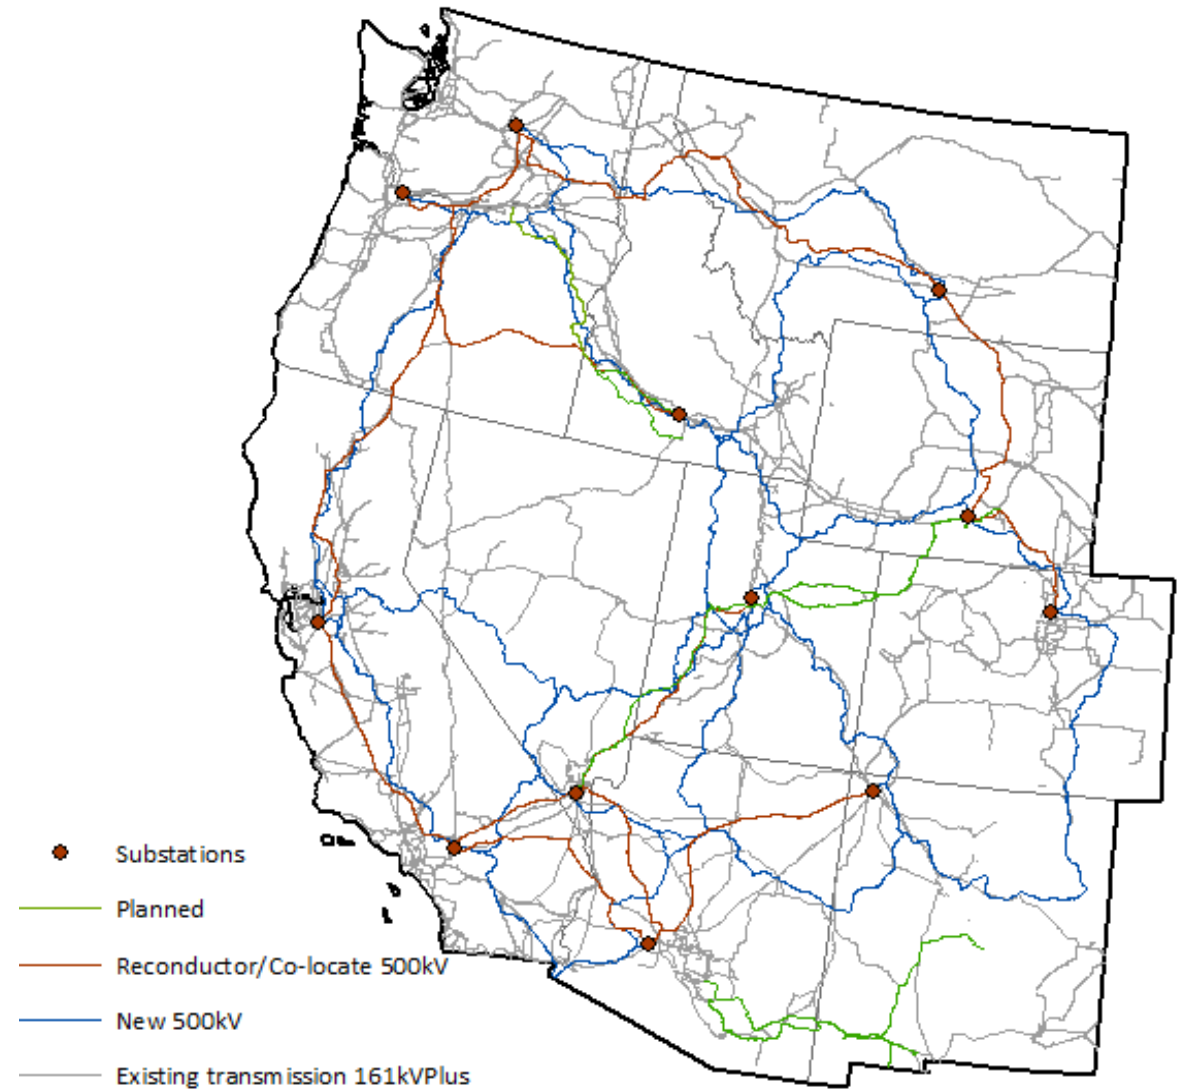 Substations
Planned
Reconductor/Co-locate 500kV
New 500kV
Existing transmission 161kVPlus